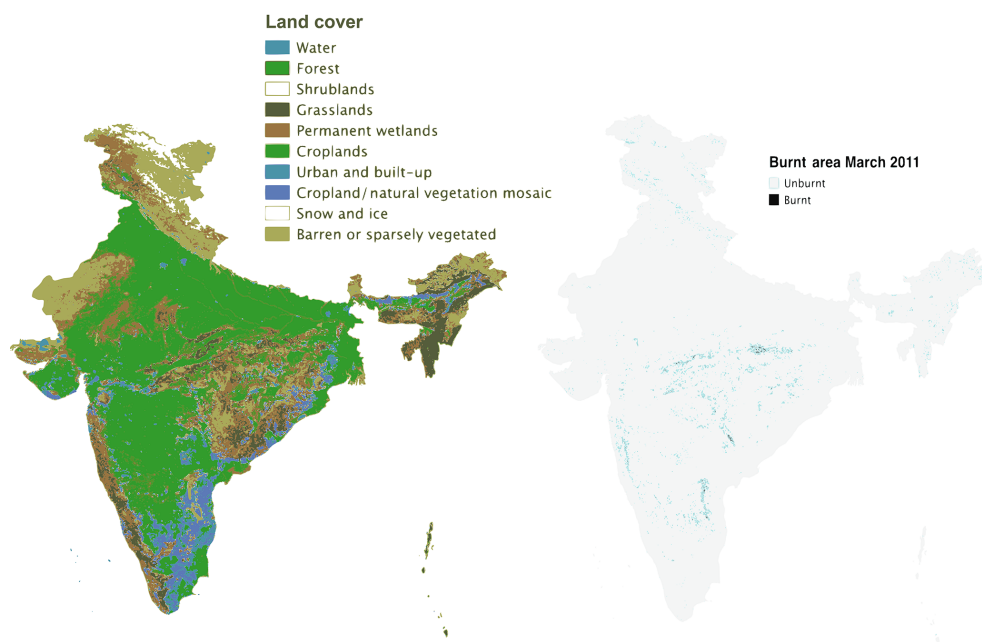 Land cover
Water
Forest
Shrublands
Grasslands
Permanent wetlands
Croplands
Urban and built-up
Cropland/natural vegetation mosaic
Snow and ice
Barren or sparsely vegetated
Burnt area March 2011
Unburnt
Burnt